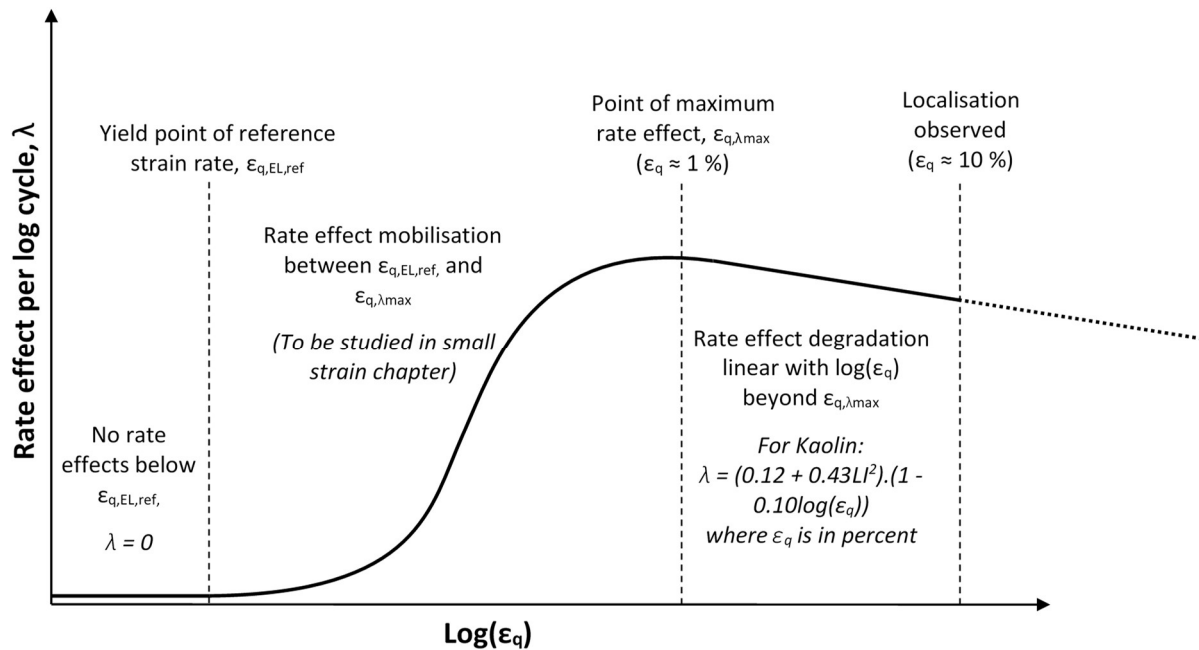 Rate effect per log cycle, λ
Yield point of reference
strain rate, εq,EL,ref
Point of maximum
rate effect, εq,λmax
(εq ≈ 1 %)
Localisation
observed
(εq ≈ 10 %)
Rate effect mobilisation
between εq,EL,ref, and
εq,λmax
(To be studied in small
strain chapter)
No rate
effects below
εq,EL,ref,
λ = 0
Rate effect degradation
linear with log(εq)
beyond εq,λmax
For Kaolin:
λ = (0.12 + 0.43LI²).(1 -
0.10log(εq))
where εq is in percent
Log(εq)